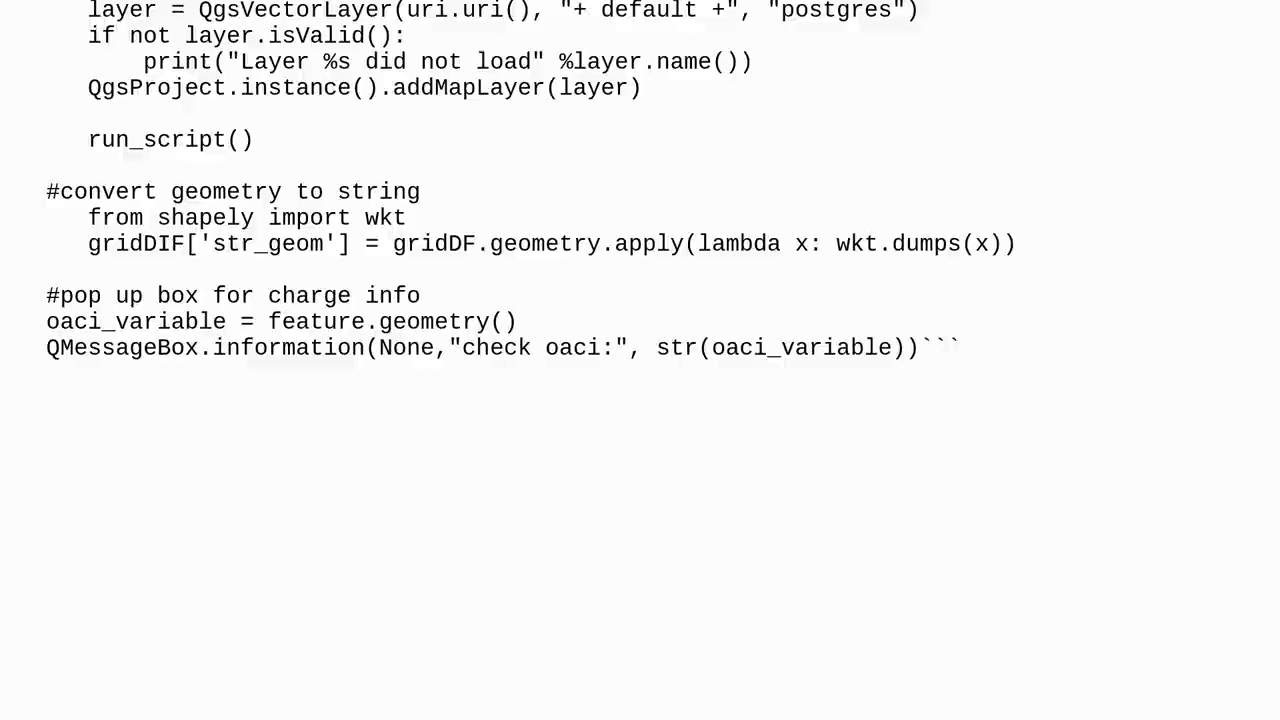 layer = QgsVectorLayer(uri.uri(), "+ default +", "postgres")
if not layer.isValid():
print("Layer %s did not load" %layer.name())
QgsProject.instance().addMapLayer(layer)
run_script()
#convert geometry to string
from shapely import wkt
gridDIF['str_geom'] = gridDF.geometry.apply(lambda x: wkt.dumps(x))
#pop up box for charge info
oaci_variable = feature.geometry()
QMessageBox.information(None,"check oaci:", str(oaci_variable))```